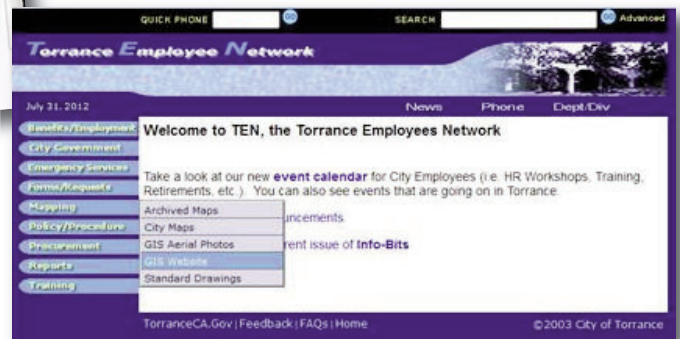 QUICK PHONE GO SEARCH GO Advanced
Torrance Employee Network
July 31, 2012 News Phone Dept/Div
Benefits/Employment
City Government
Emergency Services
Forms/Requests
Mapping
Policy/Procedure
Procurement
Reports
Training
Welcome to TEN, the Torrance Employees Network
Take a look at our new event calendar for City Employees (i.e. HR Workshops, Training,
Retirements, etc.). You can also see events that are going on in Torrance.
uncements
rent issue of Info-Bits
Archived Maps
City Maps
GIS Aerial Photos
GIS Website
Standard Drawings
TorranceCA.Gov | Feedback | FAQs | Home ©2003 City of Torrance